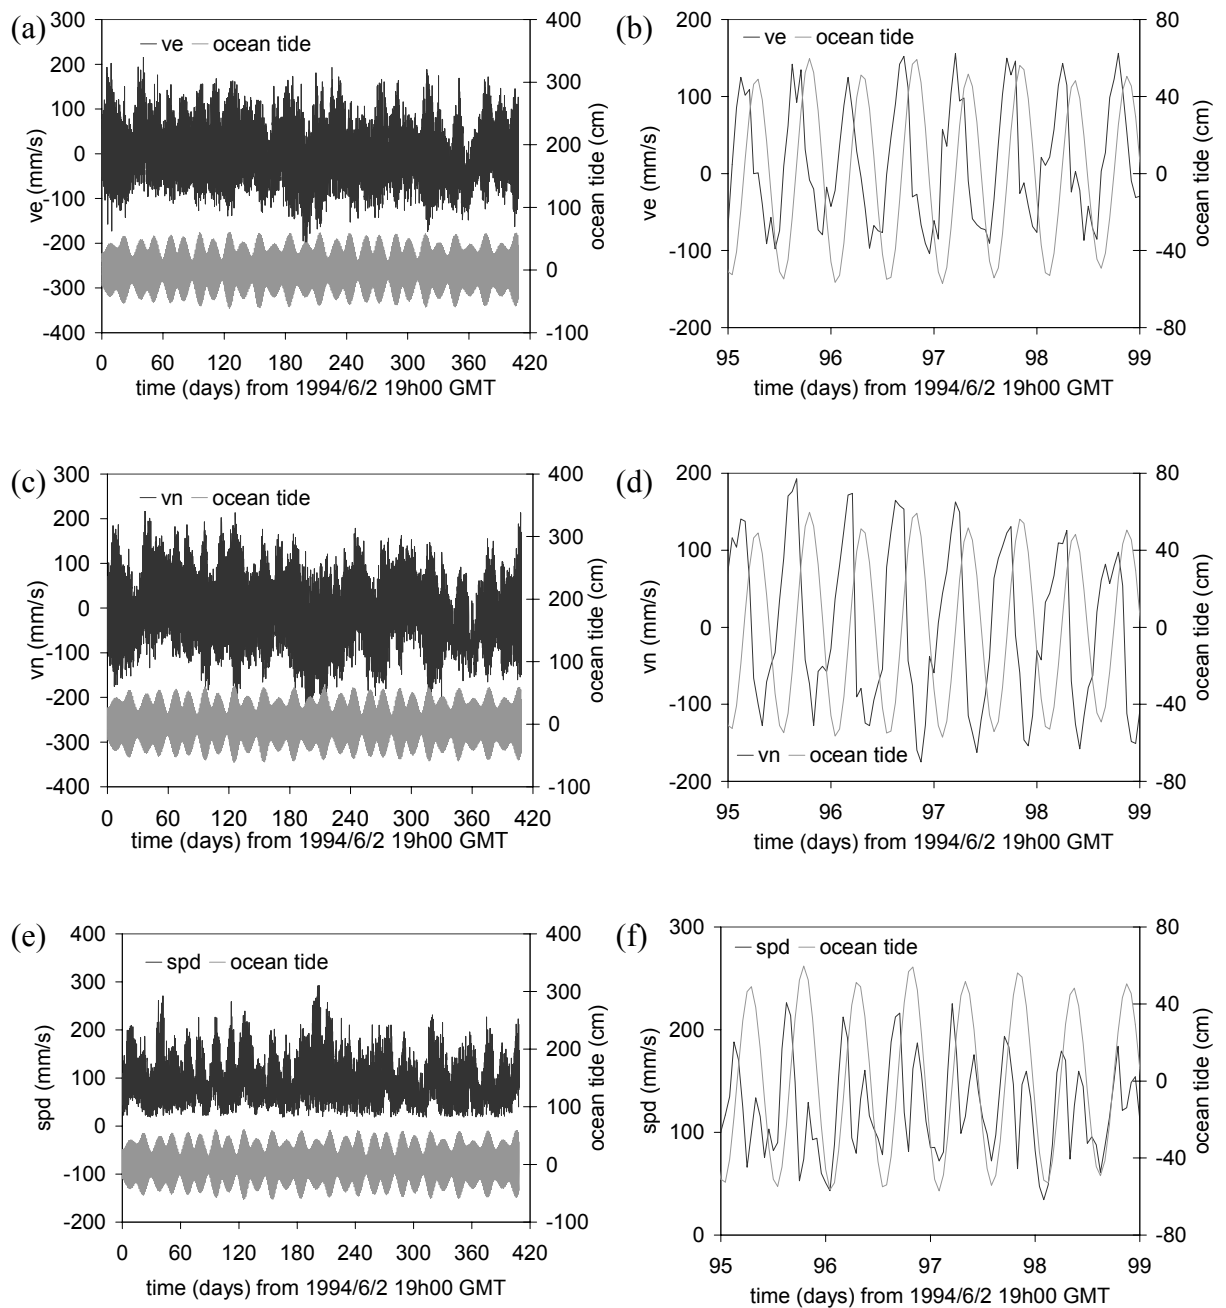 (a)
300
200
100
0
-100
-200
-300
-400
ve (mm/s)
ve
ocean tide
400
300
200
100
0
-100
ocean tide (cm)
0 60 120 180 240 300 360 420
time (days) from 1994/6/2 19h00 GMT
(b)
200
100
0
-100
-200
ve (mm/s)
ve
ocean tide
80
40
0
-40
-80
ocean tide (cm)
95 96 97 98 99
time (days) from 1994/6/2 19h00 GMT
(c)
300
200
100
0
-100
-200
-300
-400
vn (mm/s)
vn
ocean tide
400
300
200
100
0
-100
ocean tide (cm)
0 60 120 180 240 300 360 420
time (days) from 1994/6/2 19h00 GMT
(d)
200
100
0
-100
-200
vn (mm/s)
vn
ocean tide
80
40
0
-40
-80
ocean tide (cm)
95 96 97 98 99
time (days) from 1994/6/2 19h00 GMT
(e)
400
300
200
100
0
-100
-200
spd (mm/s)
spd
ocean tide
400
300
200
100
0
-100
ocean tide (cm)
0 60 120 180 240 300 360 420
time (days) from 1994/6/2 19h00 GMT
(f)
300
200
100
0
spd (mm/s)
spd
ocean tide
80
40
0
-40
-80
ocean tide (cm)
95 96 97 98 99
time (days) from 1994/6/2 19h00 GMT